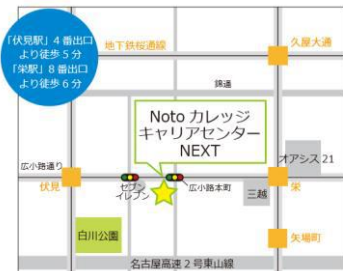 「伏見駅」4番出口
より徒歩5分
「栄駅」8番出口
より徒歩6分
地下鉄桜通線
久屋大通
錦通
Noto カレッジ
キャリアセンター
NEXT
オアシス21
広小路通り
伏見
セブン
イレブン
広小路本町
三越
栄
白川公園
矢場町
名古屋高速2号東山線